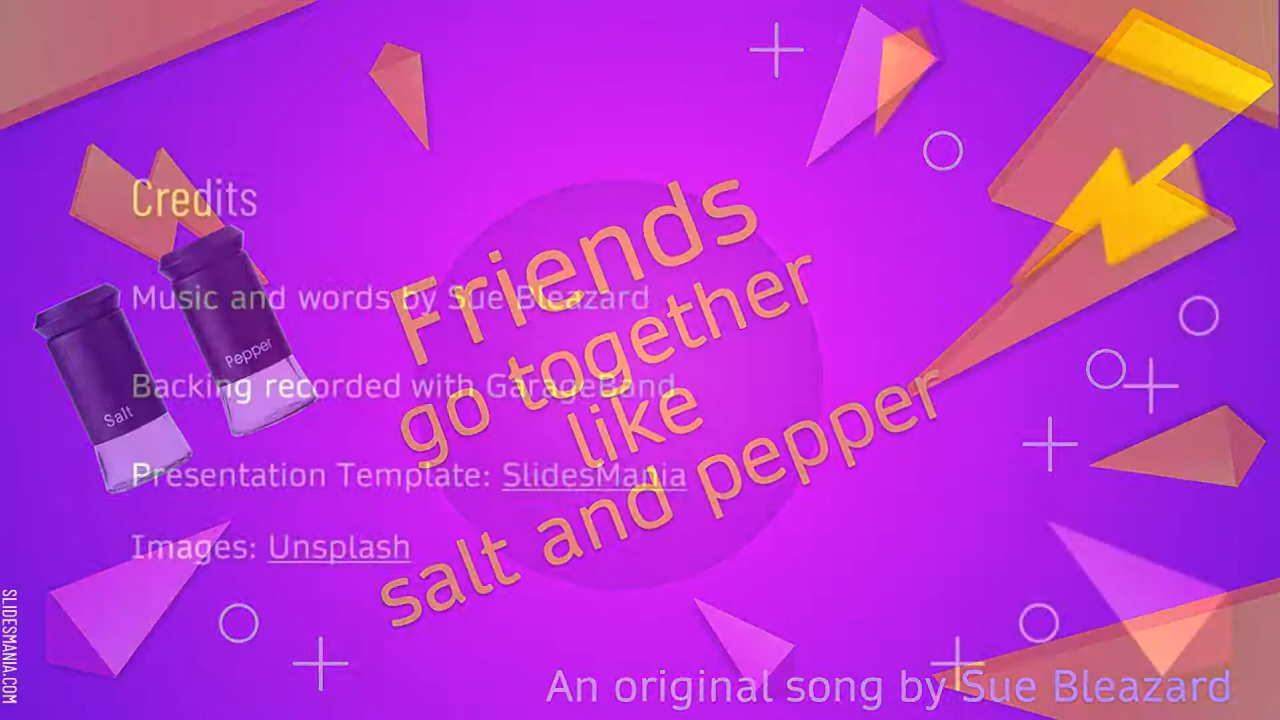 Credits
Music and words by Sue Bleazard
Backing recorded with GarageBand
Presentation Template: SlidesMania
Images: Unsplash
Friends
go together
like
salt and pepper
Salt
Pepper
An original song by Sue Bleazard
SLIDESMANIA.COM